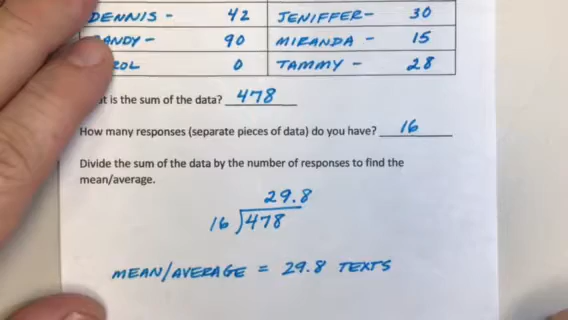 DENNIS - 42 JENIFFER- 30
ANDY - 90 MIRANDA - 15
ROL 0 TAMMY - 28
at is the sum of the data? 478
How many responses (separate pieces of data) do you have? 16
Divide the sum of the data by the number of responses to find the
mean/average.
29.8
16)478
MEAN/AVERAGE = 29.8 TEXTS